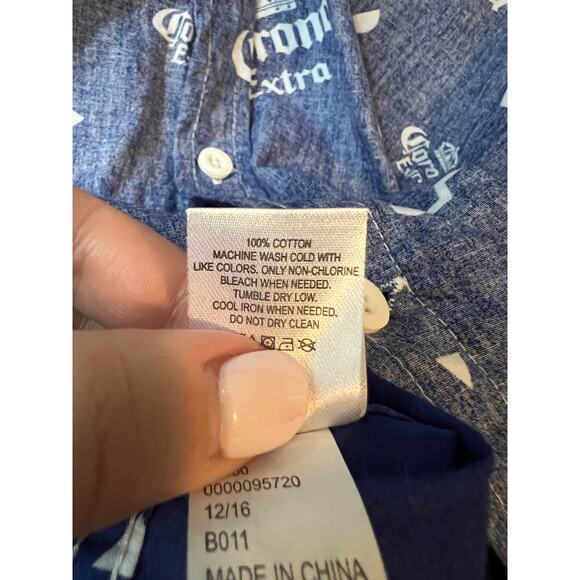 Corona
Extra
100% COTTON
MACHINE WASH COLD WITH
LIKE COLORS. ONLY NON-CHLORINE
BLEACH WHEN NEEDED.
TUMBLE DRY LOW.
COOL IRON WHEN NEEDED.
DO NOT DRY CLEAN
0000095720
12/16
B011
MADE IN CHINA